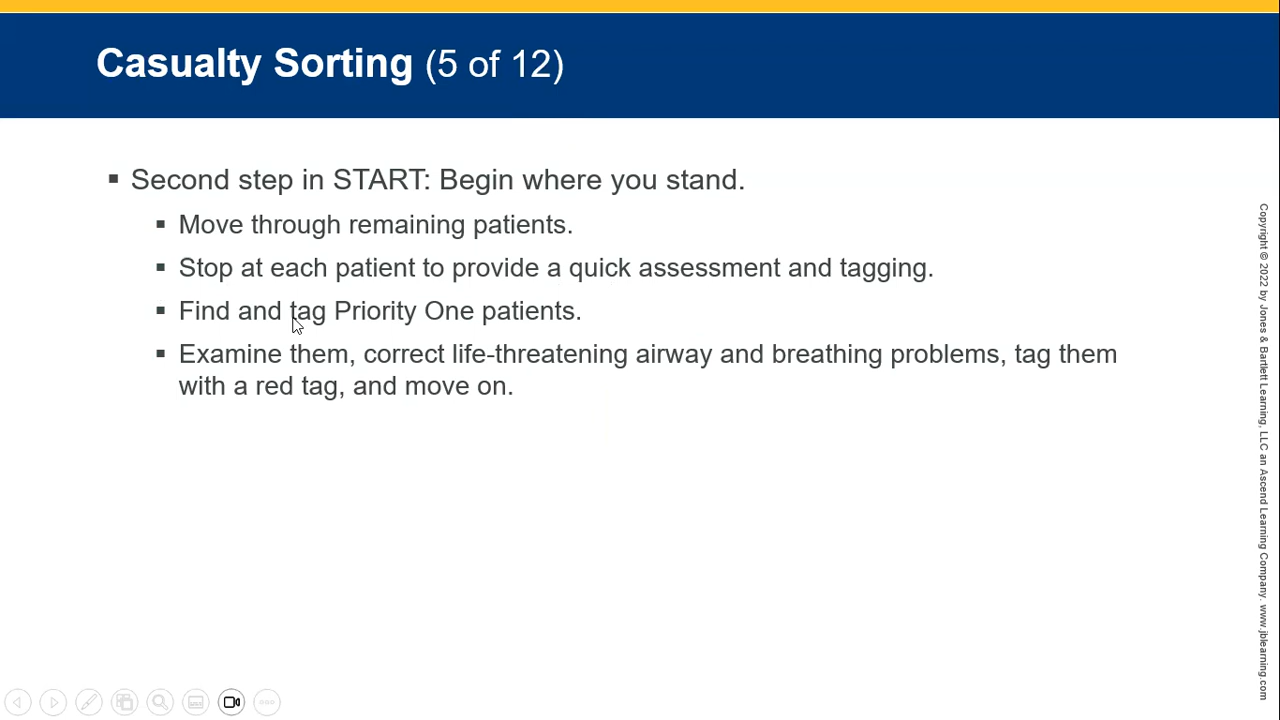 Casualty Sorting (5 of 12)
▪ Second step in START: Begin where you stand.
▪ Move through remaining patients.
▪ Stop at each patient to provide a quick assessment and tagging.
▪ Find and tag Priority One patients.
▪ Examine them, correct life-threatening airway and breathing problems, tag them
with a red tag, and move on.
Copyright © 2022 by Jones & Bartlett Learning, LLC an Ascend Learning Company. www.jblearning.com